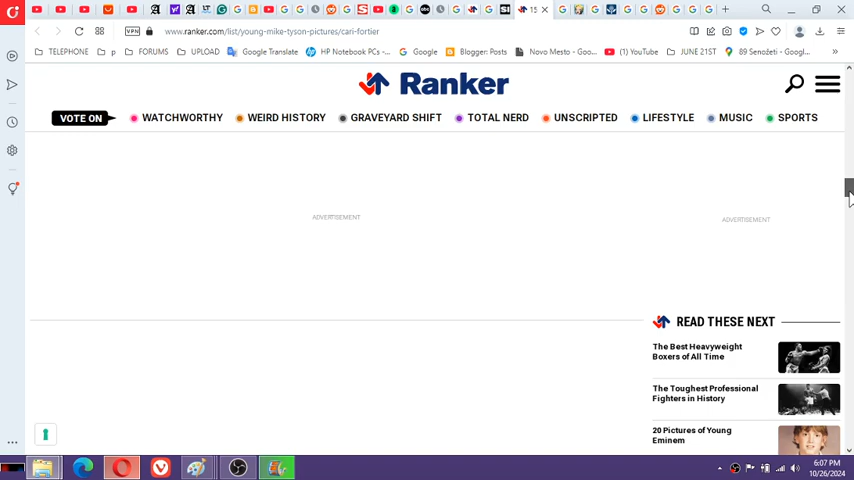 15
VPN
www.ranker.com/list/young-mike-tyson-pictures/cari-fortier
TELEPHONE p FORUMS UPLOAD Google Translate HP Notebook PC -... Google Blogger: Posts Novo Mesto - Goo... (1) YouTube JUNE 21ST 89 Senožeti - Googl...
Ranker
VOTE ON WATCHWORTHY WEIRD HISTORY GRAVEYARD SHIFT TOTAL NERD UNSCRIPTED LIFESTYLE MUSIC SPORTS
ADVERTISEMENT
ADVERTISEMENT
READ THESE NEXT
The Best Heavyweight
Boxers of All Time
The Toughest Professional
Fighters in History
20 Pictures of Young
Eminem
6:07 PM
10/26/2024